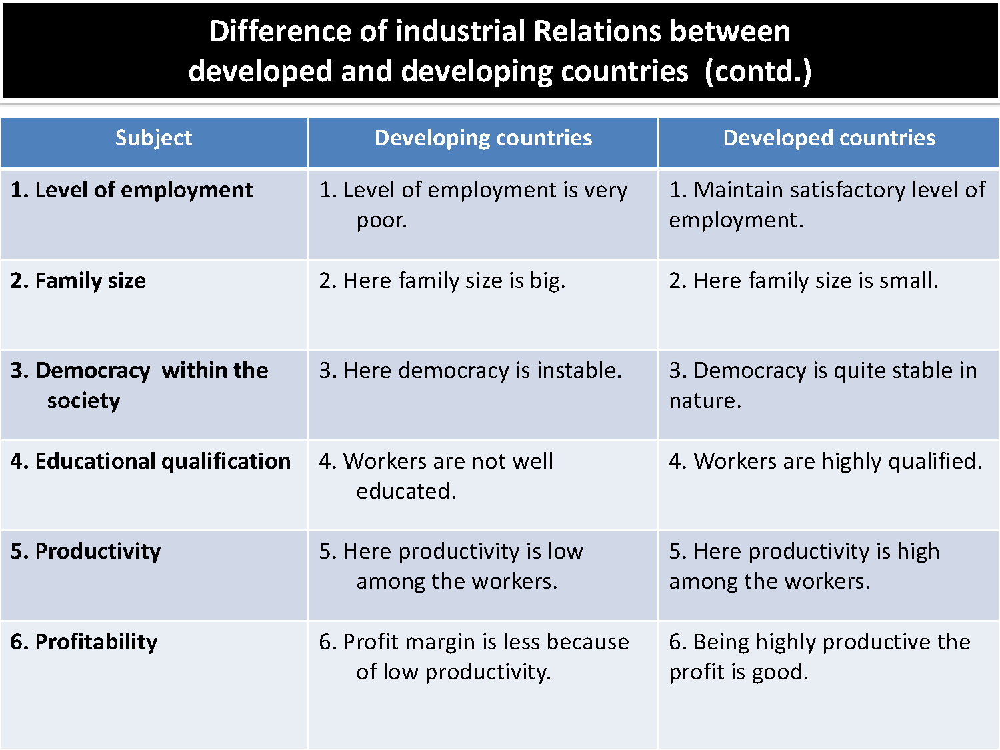 Difference of industrial Relations between
developed and developing countries (contd.)
Subject
Developing countries
Developed countries
1. Level of employment
1. Level of employment is very
poor.
1. Maintain satisfactory level of
employment.
2. Family size
2. Here family size is big.
2. Here family size is small.
3. Democracy within the
society
3. Here democracy is instable.
3. Democracy is quite stable in
nature.
4. Educational qualification
4. Workers are not well
educated.
4. Workers are highly qualified.
5. Productivity
5. Here productivity is low
among the workers.
5. Here productivity is high
among the workers.
6. Profitability
6. Profit margin is less because
of low productivity.
6. Being highly productive the
profit is good.